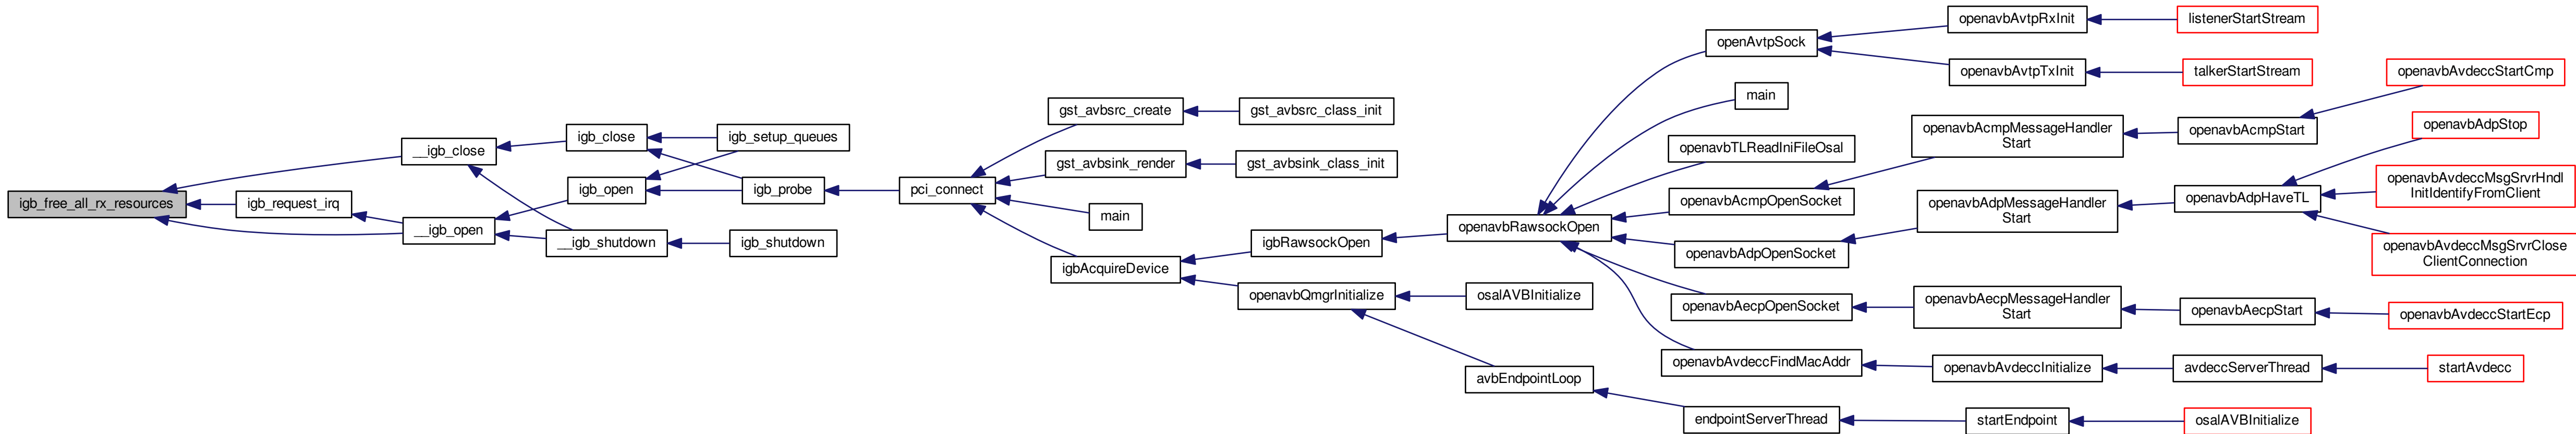 igb_free_all_rx_resources
__igb_close
igb_request_irq
__igb_open
igb_close
igb_open
__igb_shutdown
igb_setup_queues
igb_probe
igb_shutdown
pci_connect
gst_avbsrc_create
gst_avbsink_render
main
igbAcquireDevice
gst_avbsrc_class_init
gst_avbsink_class_init
igbRawsockOpen
openavbQmgrInitialize
openavbRawsockOpen
osalAVBInitialize
avbEndpointLoop
openAvtpSock
main
openavbTLReadIniFileOsal
openavbAcmpOpenSocket
openavbAdpOpenSocket
openavbAecpOpenSocket
openavbAvdeccFindMacAddr
endpointServerThread
openavbAvtpRxInit
openavbAvtpTxInit
openavbAcmpMessageHandler
Start
openavbAdpMessageHandler
Start
openavbAecpMessageHandler
Start
openavbAvdeccInitialize
startEndpoint
listenerStartStream
talkerStartStream
openavbAcmpStart
openavbAdpHaveTL
openavbAecpStart
avdeccServerThread
osalAVBInitialize
openavbAvdeccStartCmp
openavbAdpStop
openavbAvdeccMsgSrvrHndl
InitIdentifyFromClient
openavbAvdeccMsgSrvrClose
ClientConnection
openavbAvdeccStartEcp
startAvdecc